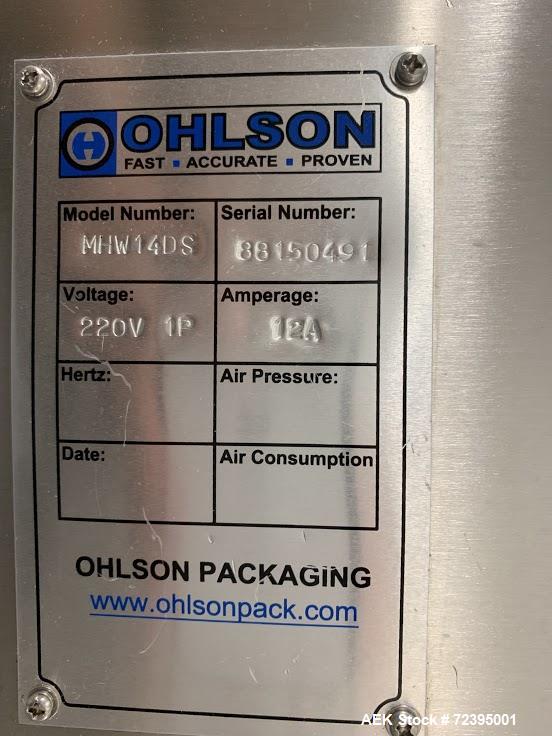 OHLSON
FAST ▪ ACCURATE ▪ PROVEN
Model Number: Serial Number:
MHW14DS 88150491
Voltage: Amperage:
220V 1P 12A
Hertz: Air Pressure:
Date: Air Consumption
OHLSON PACKAGING
www.ohlsonpack.com
AEK Stock # 72395001